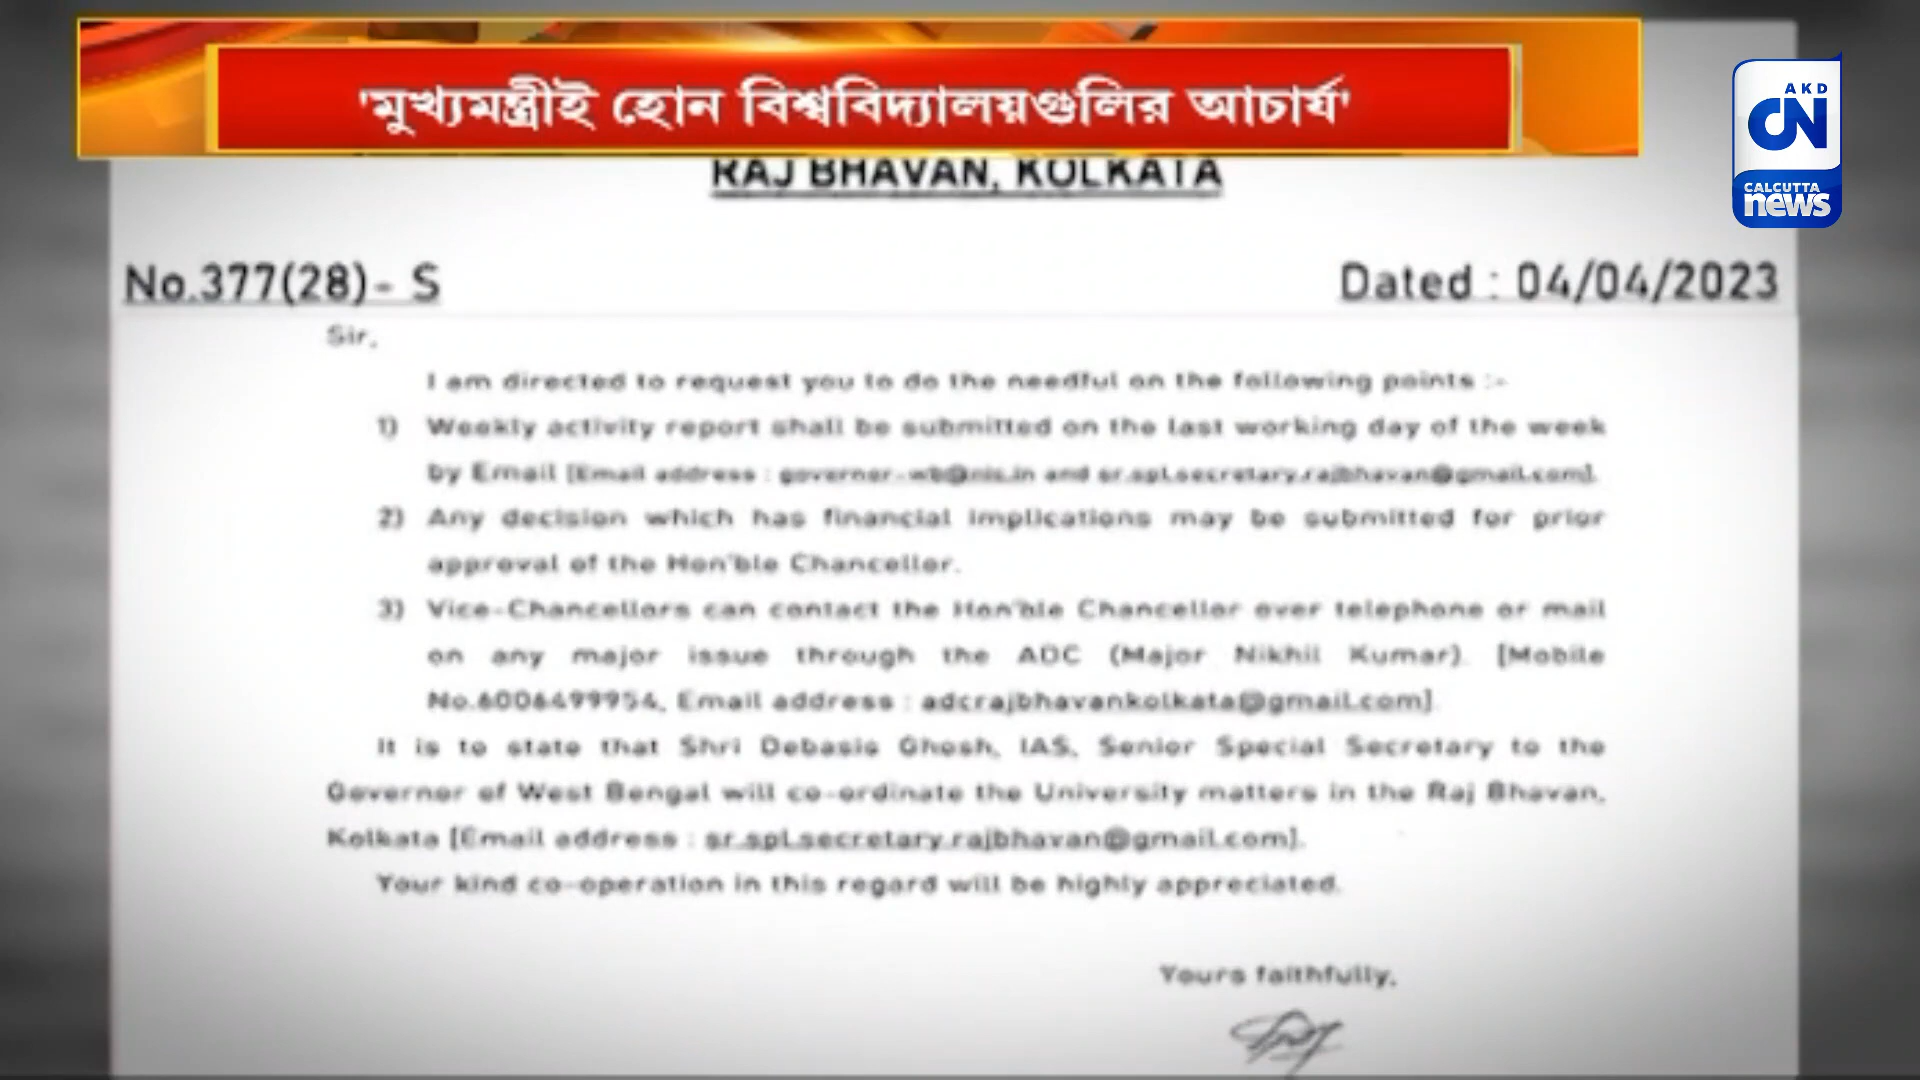 'মুখ্যমন্ত্রীই হোন বিশ্ববিদ্যালয়গুলির আচার্য'
AKD
CN
CALCUTTA
news
RAJ BHAVAN, KOLKATA
No.377(28)- S
Dated : 04/04/2023
Sir,
I am directed to request you to do the needful on the following points :-
1) Weekly activity report shall be submitted on the last working day of the week
by Email [Email address : governor-wb@nic.in and sr.spl.secretary.rajbhavan@gmail.com].
2) Any decision which has financial implications may be submitted for prior
approval of the Hon'ble Chancellor.
3) Vice-Chancellors can contact the Hon'ble Chancellor over telephone or mail
on any major issue through the ADC (Major Nikhil Kumar). [Mobile
No.6006499954, Email address : adcrajbhavankolkata@gmail.com].
It is to state that Shri Debasis Ghosh, IAS, Senior Special Secretary to the
Governor of West Bengal will co-ordinate the University matters in the Raj Bhavan,
Kolkata [Email address : sr.spl.secretary.rajbhavan@gmail.com].
Your kind co-operation in this regard will be highly appreciated.
Yours faithfully,